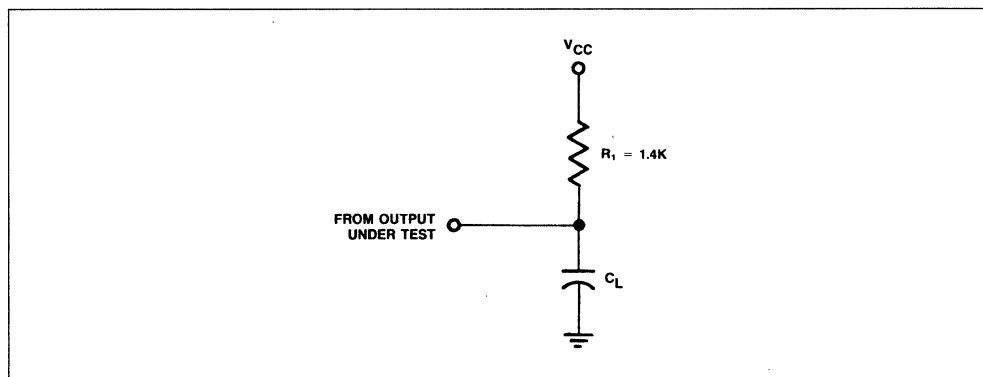 VCC
R₁ = 1.4K
FROM OUTPUT
UNDER TEST
CL